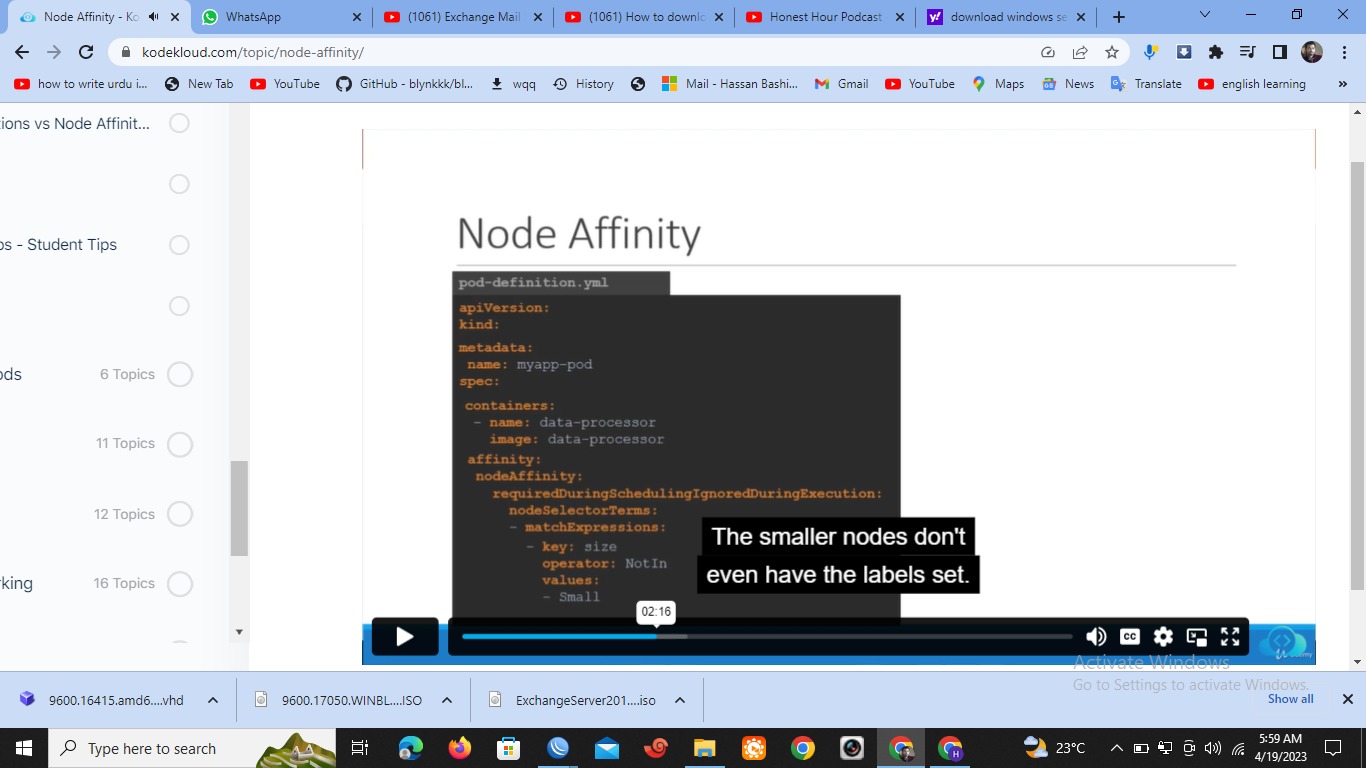 Node Affinity - Ko
WhatsApp
(1061) Exchange Mail
(1061) How to downlo
Honest Hour Podcast
download windows se
kodekloud.com/topic/node-affinity/
how to write urdu i...
New Tab
YouTube
GitHub - blynkkk/bl...
wqq
History
Mail - Hassan Bashi...
Gmail
YouTube
Maps
News
Translate
english learning
»
ions vs Node Affinit...
os - Student Tips
ods
6 Topics
11 Topics
12 Topics
king
16 Topics
Node Affinity
pod-definition.yml
apiVersion:
kind:
metadata:
name: myapp-pod
spec:
containers:
- name: data-processor
image: data-processor
affinity:
nodeAffinity:
requiredDuringSchedulingIgnoredDuringExecution:
nodeSelectorTerms:
- matchExpressions:
- key: size
operator: NotIn
values:
- Small
The smaller nodes don't
even have the labels set.
02:16
CC
Activate Windows
Go to Settings to activate Windows.
9600.16415.amd6....vhd
9600.17050.WINBL....ISO
ExchangeServer201....iso
Show all
Type here to search
23°C
5:59 AM
4/19/2023